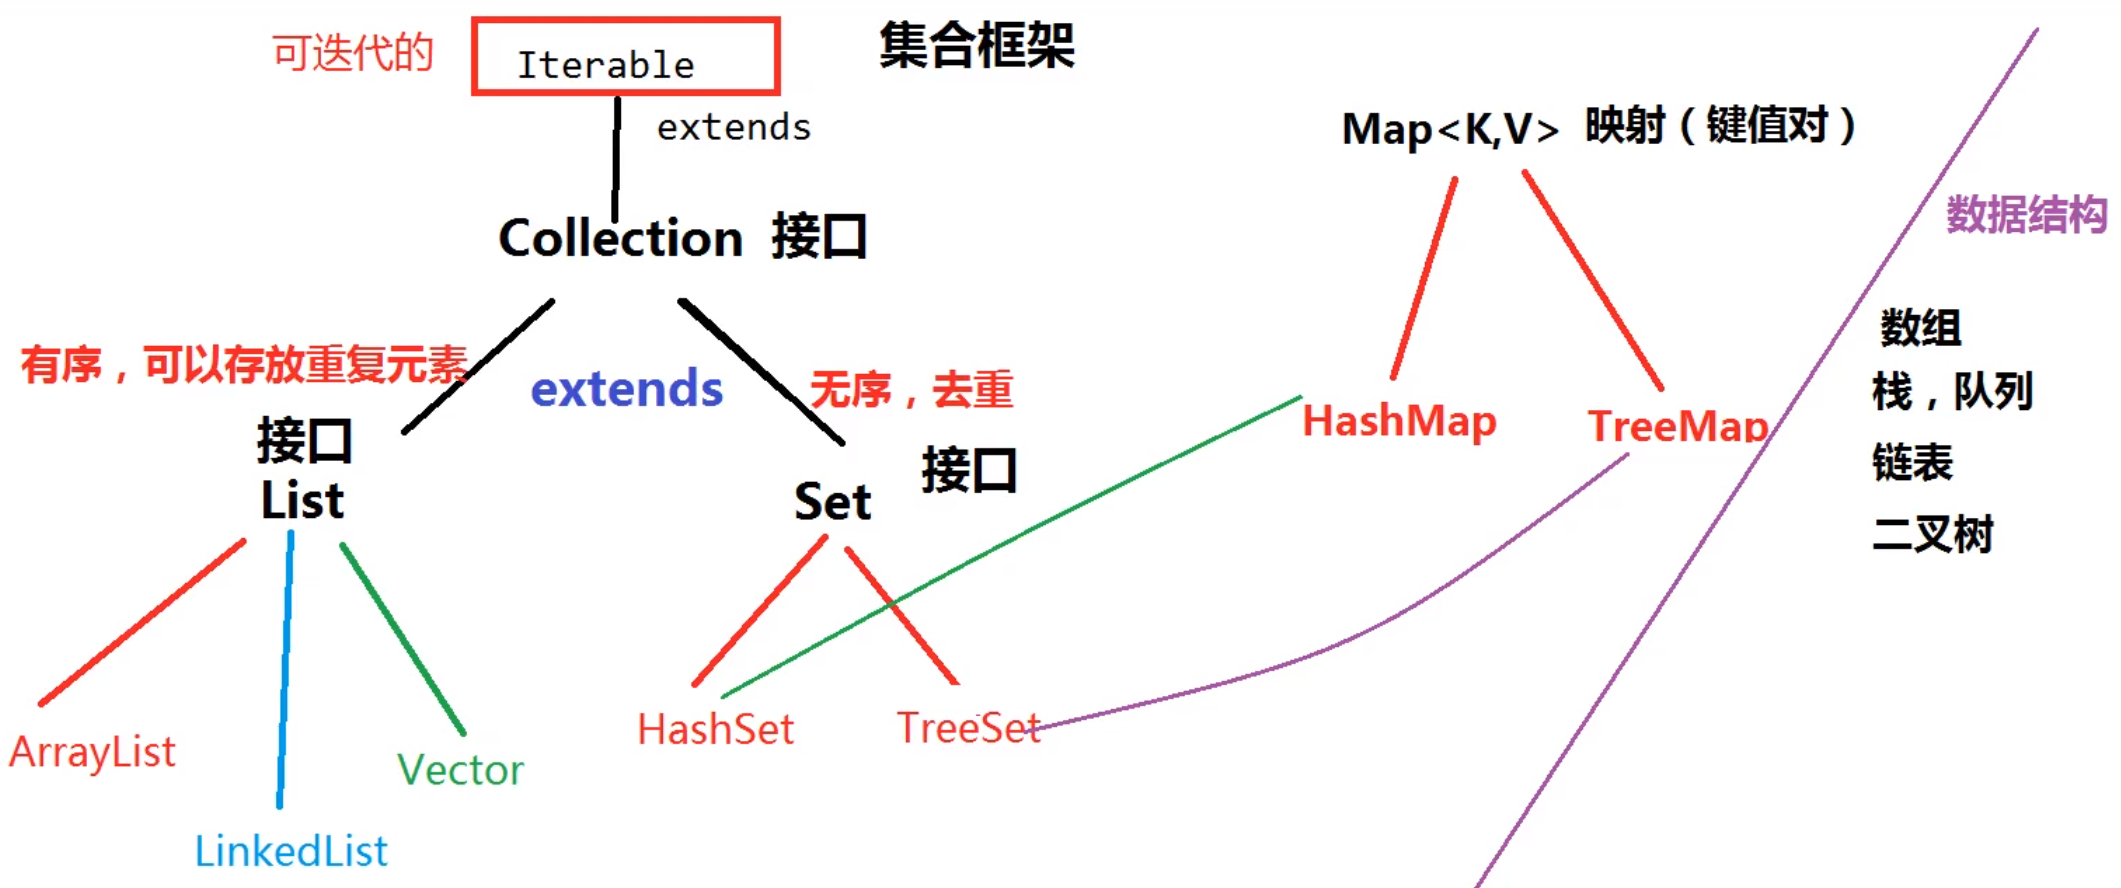 可迭代的
Iterable
集合框架
extends
Map<K,V> 映射（键值对）
Collection 接口
数据结构
有序，可以存放重复元素
extends
无序，去重
数组
栈，队列
链表
二叉树
接口
List
接口
Set
HashMap
TreeMap
ArrayList
LinkedList
Vector
HashSet
TreeSet